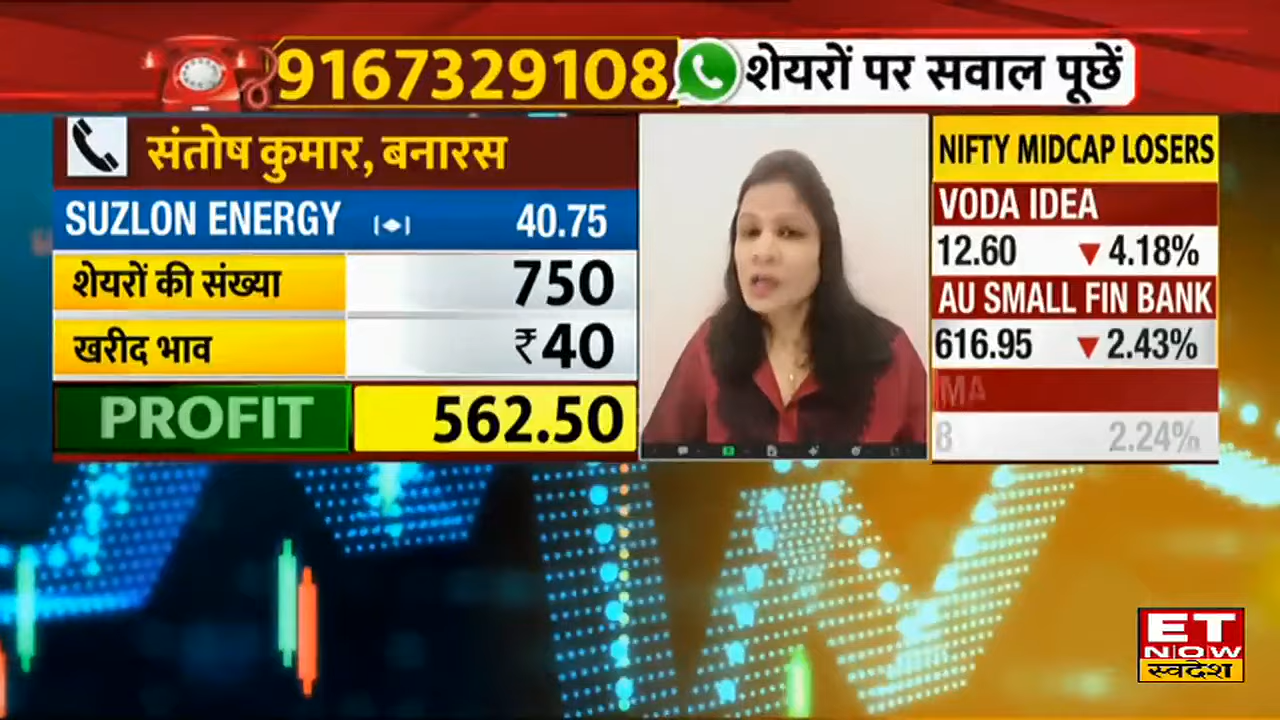 9167329108 शेयरों पर सवाल पूछें
संतोष कुमार, बनारस
SUZLON ENERGY 40.75
शेयरों की संख्या 750
खरीद भाव ₹40
PROFIT 562.50
NIFTY MIDCAP LOSERS
VODA IDEA
12.60 ▼ 4.18%
AU SMALL FIN BANK
616.95 ▼ 2.43%
MA
8 2.24%
ET
NOW
स्वदेश